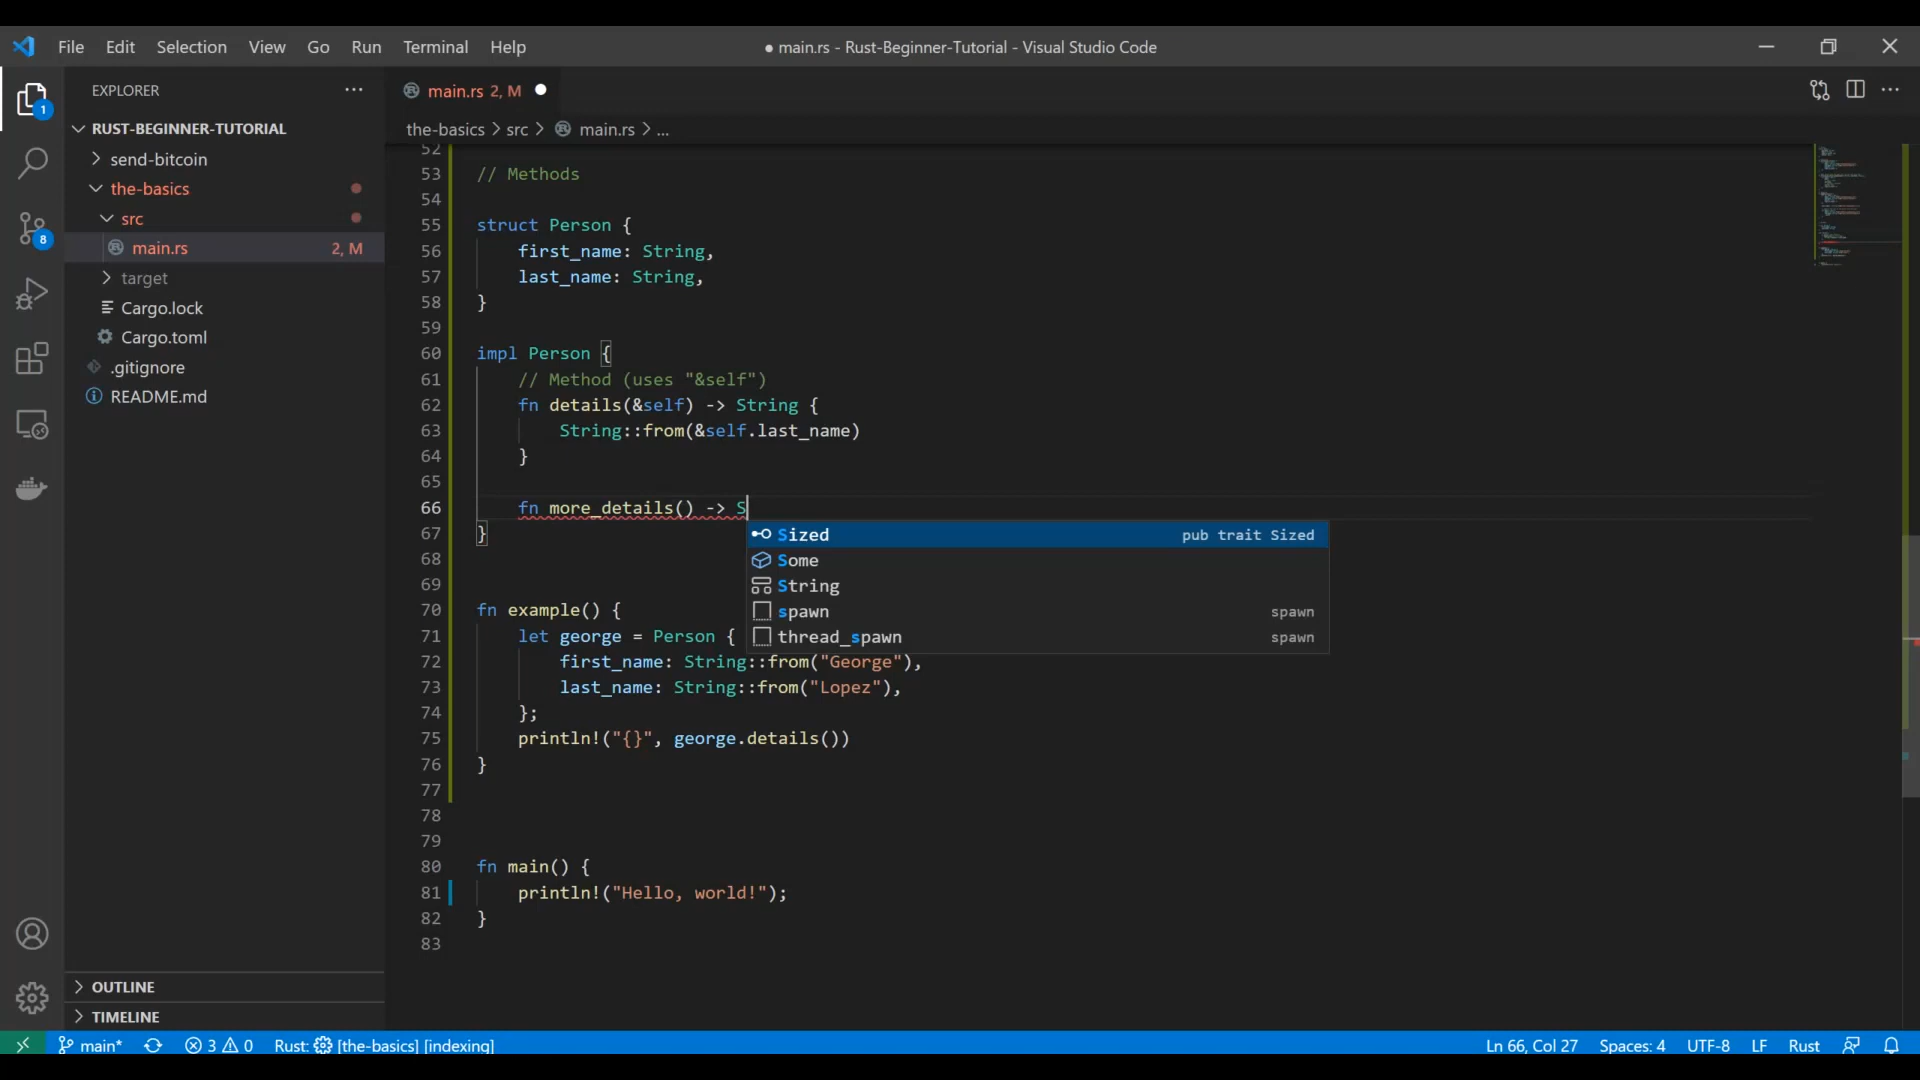 File Edit Selection View Go Run Terminal Help
● main.rs - Rust-Beginner-Tutorial - Visual Studio Code
EXPLORER ···
main.rs 2, M
1
RUST-BEGINNER-TUTORIAL
the-basics > src > main.rs > ...
send-bitcoin
the-basics
src
main.rs 2, M
target
Cargo.lock
Cargo.toml
.gitignore
README.md
8
52
53 // Methods
54
55 struct Person {
56 first_name: String,
57 last_name: String,
58 }
59
60 impl Person {
61 // Method (uses "&self")
62 fn details(&self) -> String {
63 String::from(&self.last_name)
64 }
65
66 fn more_details() -> S
67 }
Sized pub trait Sized
Some
String
spawn spawn
thread_spawn spawn
68
69
70 fn example() {
71 let george = Person {
72 first_name: String::from("George"),
73 last_name: String::from("Lopez"),
74 };
75 println!("{}", george.details())
76 }
77
78
79
80 fn main() {
81 println!("Hello, world!");
82 }
83
OUTLINE
TIMELINE
main* 3 0 Rust: [the-basics] [indexing] Ln 66, Col 27 Spaces: 4 UTF-8 LF Rust